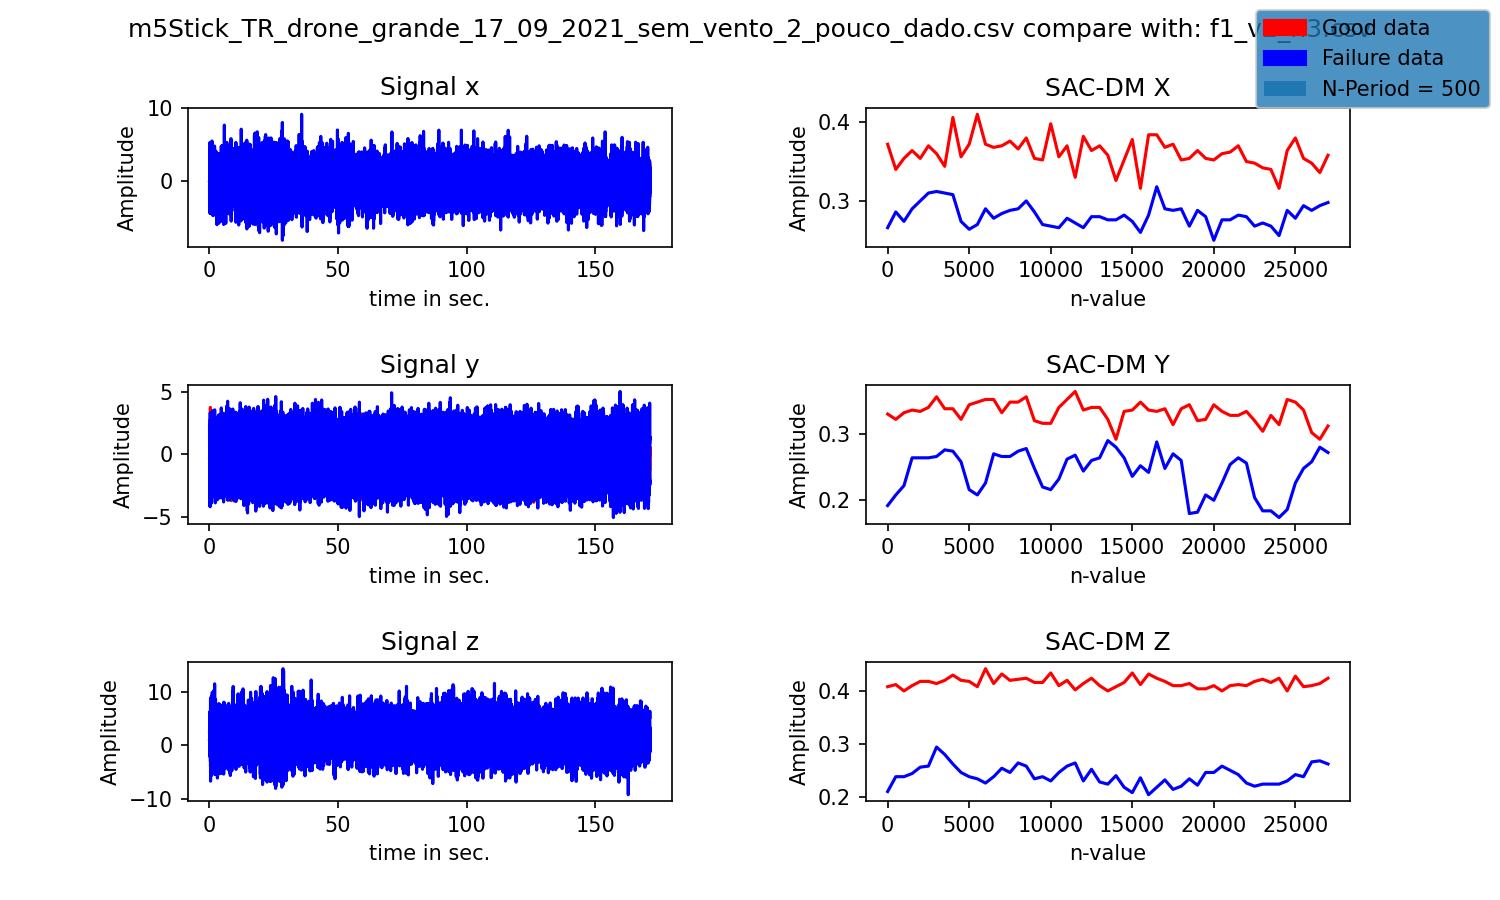 m5Stick_TR_drone_grande_17_09_2021_sem_vento_2_pouco_dado.csv compare with:
Good data
Failure data
N-Period = 500
Signal x
SAC-DM X
Amplitude
10
0
0
50
100
150
time in sec.
Amplitude
0.4
0.3
0
5000
10000
15000
20000
25000
n-value
Signal y
SAC-DM Y
Amplitude
5
0
−5
0
50
100
150
time in sec.
Amplitude
0.3
0.2
0
5000
10000
15000
20000
25000
n-value
Signal z
SAC-DM Z
Amplitude
10
0
−10
0
50
100
150
time in sec.
Amplitude
0.4
0.3
0.2
0
5000
10000
15000
20000
25000
n-value